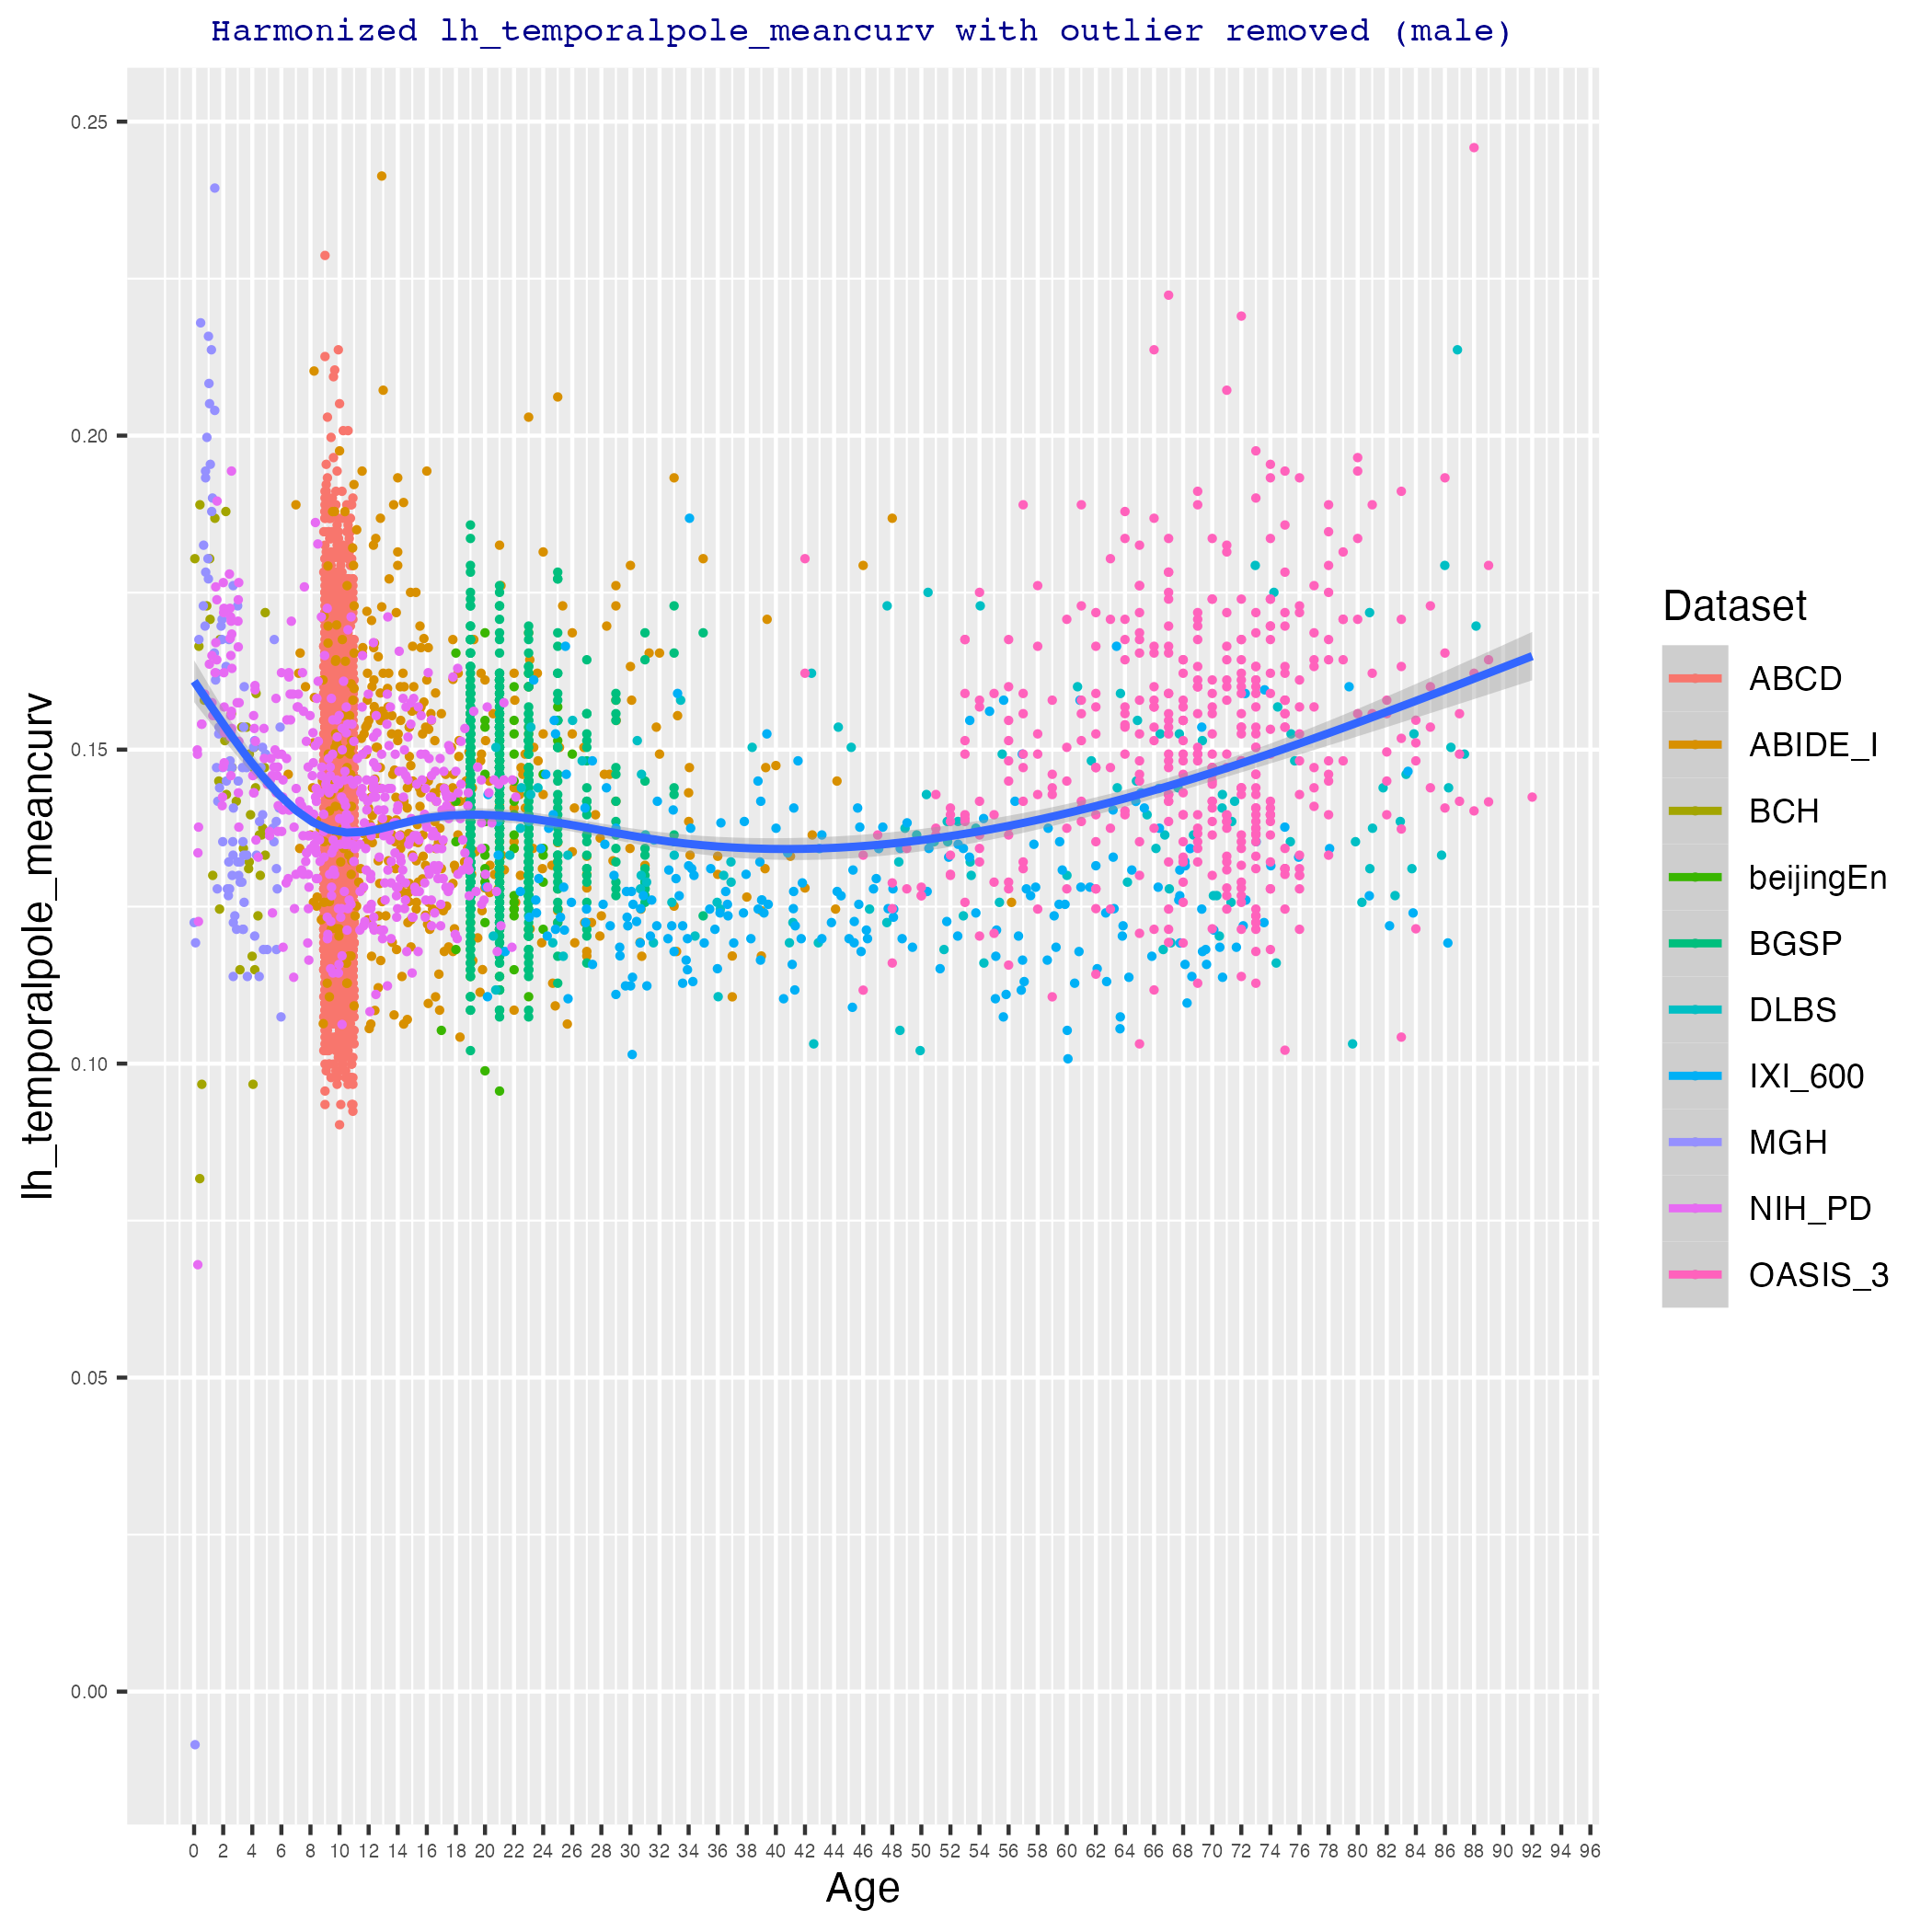 Harmonized lh_temporalpole_meancurv with outlier removed (male)
lh_temporalpole_meancurv
0.25
0.20
0.15
0.10
0.05
0.00
0 2 4 6 8 10 12 14 16 18 20 22 24 26 28 30 32 34 36 38 40 42 44 46 48 50 52 54 56 58 60 62 64 66 68 70 72 74 76 78 80 82 84 86 88 90 92 94 96
Age
Dataset
ABCD
ABIDE_I
BCH
beijingEn
BGSP
DLBS
IXI_600
MGH
NIH_PD
OASIS_3